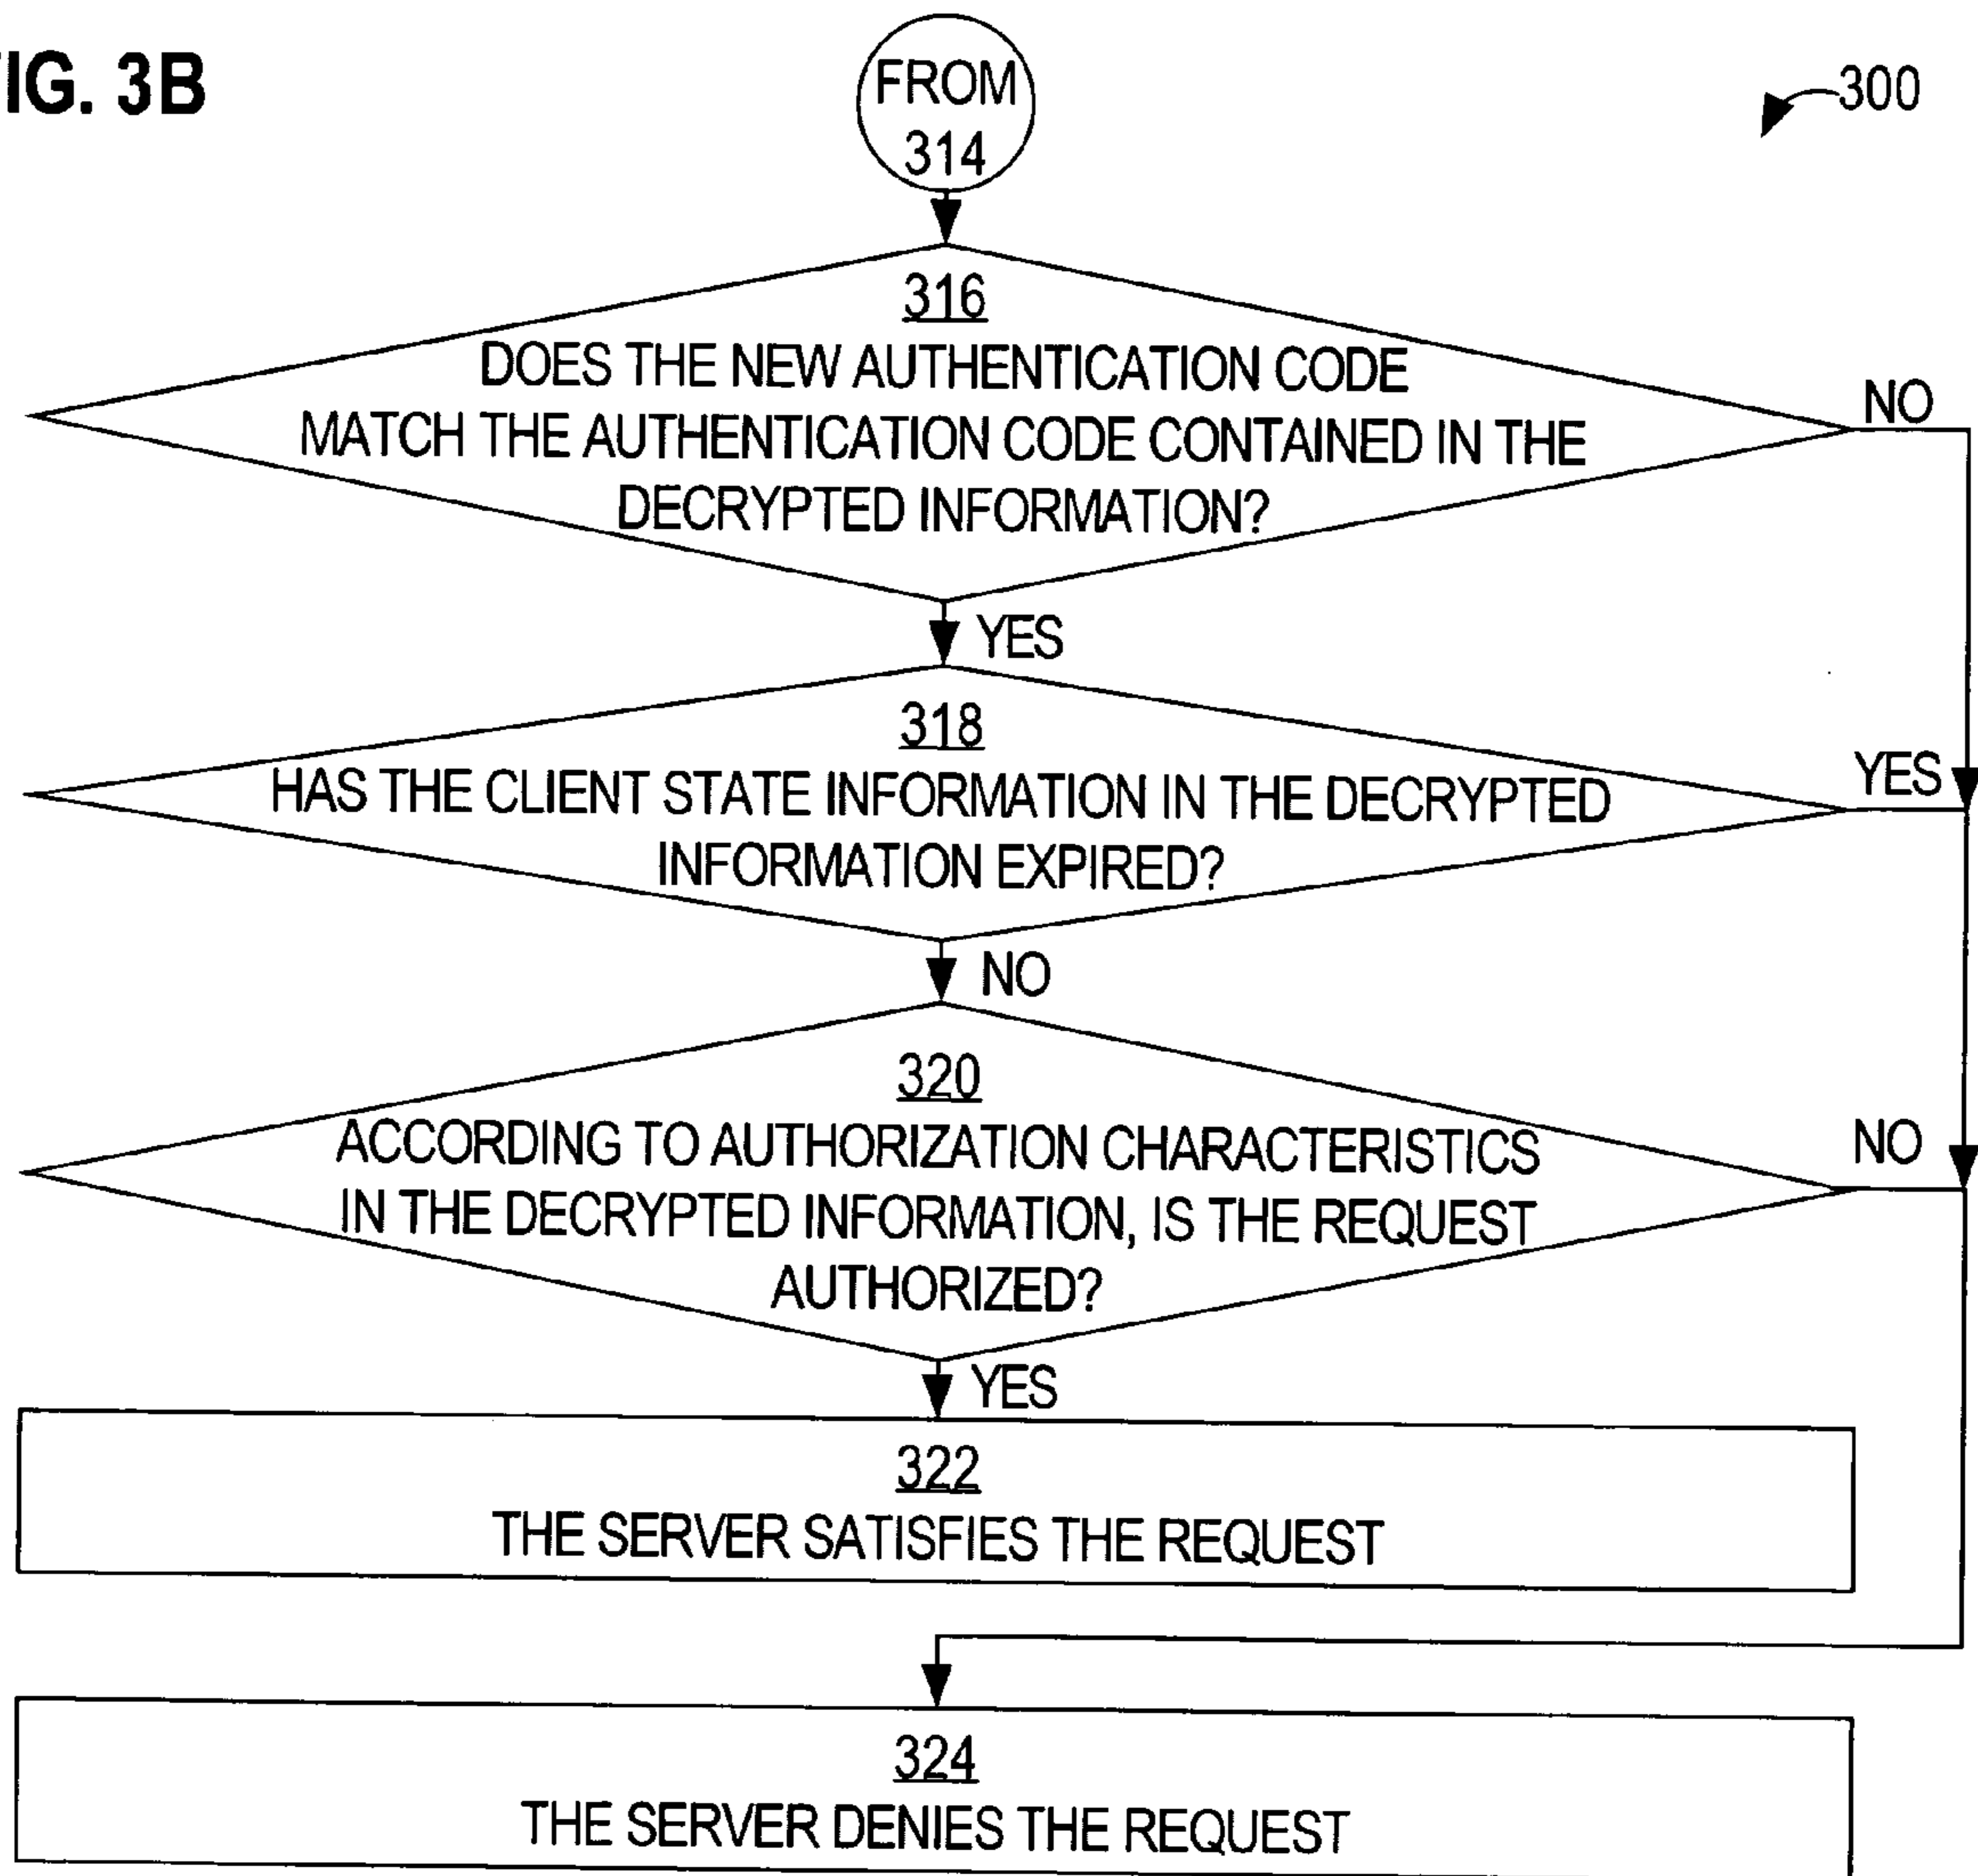 IG. 3B
FROM
314
300
316
DOES THE NEW AUTHENTICATION CODE
MATCH THE AUTHENTICATION CODE CONTAINED IN THE
DECRYPTED INFORMATION?
NO
YES
318
HAS THE CLIENT STATE INFORMATION IN THE DECRYPTED
INFORMATION EXPIRED?
YES
NO
320
ACCORDING TO AUTHORIZATION CHARACTERISTICS
IN THE DECRYPTED INFORMATION, IS THE REQUEST
AUTHORIZED?
NO
YES
322
THE SERVER SATISFIES THE REQUEST
324
THE SERVER DENIES THE REQUEST